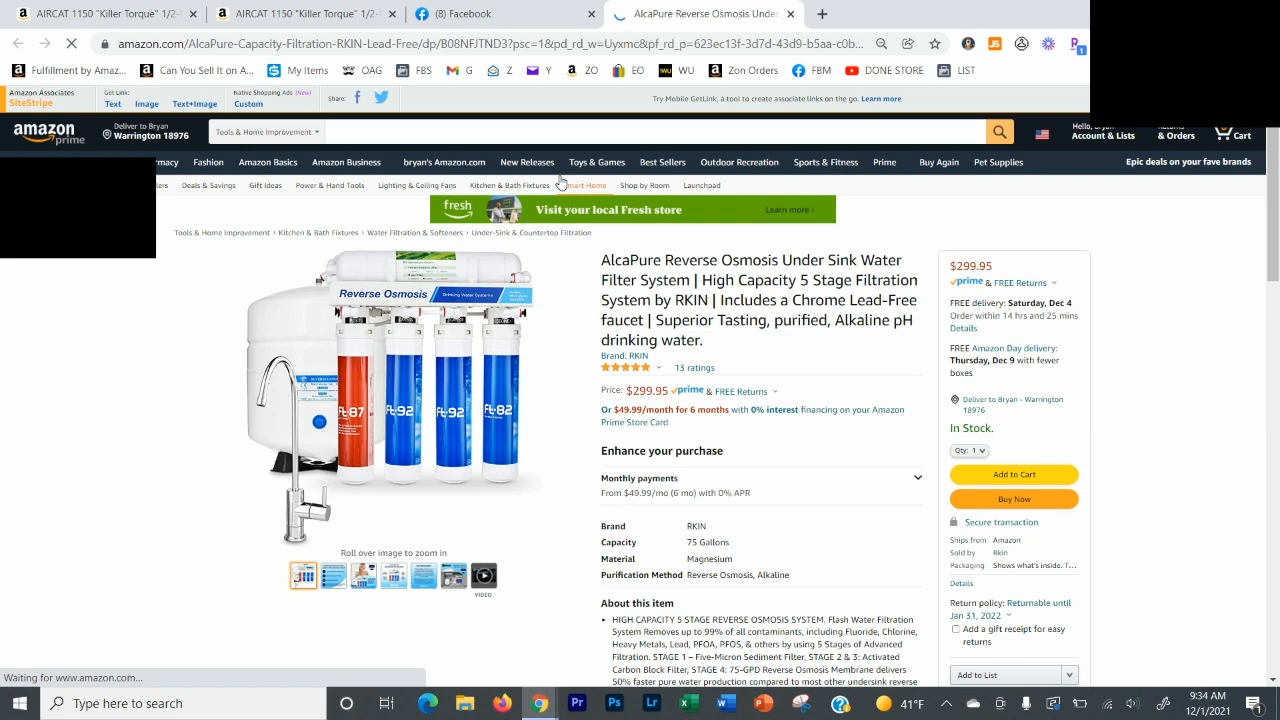 AIRCAT 1150 "Killer Torque" 1/2-
AIRCAT 1150 "Killer Torque" 1/2-
(8) Facebook
AlcaPure Reverse Osmosis Under
amazon.com/AlcaPure-Capacity-Filtration-RKIN-Lead-Free/dp/B08NFJTND3?psc=1&pd_rd_w=Uyxmc&pf_rd_p=623ec13f-3d7d-43d9-b5aa-c0b...
Fulfillment by Amaz... Can You Sell It on A... My Items OAG FBS G Z Y ZO EO WU Zon Orders FBM DONE STORE LIST
Amazon Associates
SiteStripe
Get Link:
Text Image Text+Image
Native Shopping Ads (New)
Custom
Share:
Try Mobile GetLink, a tool to create associate links on the go. Learn more
amazon
prime
Deliver to Bryan
Warrington 18976
Tools & Home Improvement
Account & Lists
& Orders
Cart
Fashion Amazon Basics Amazon Business bryan's Amazon.com New Releases Toys & Games Best Sellers Outdoor Recreation Sports & Fitness Prime Buy Again Pet Supplies Epic deals on your fave brands
Deals & Savings Gift Ideas Power & Hand Tools Lighting & Ceiling Fans Kitchen & Bath Fixtures Smart Home Shop by Room Launchpad
fresh Visit your local Fresh store Learn more ›
Tools & Home Improvement › Kitchen & Bath Fixtures › Water Filtration & Softeners › Under-Sink & Countertop Filtration
Reverse Osmosis Drinking Water Systems
Ft-87 Ft-92 Ft-92 Ft-82
Roll over image to zoom in
VIDEO
AlcaPure Reverse Osmosis Under Sink Water
Filter System | High Capacity 5 Stage Filtration
System by RKIN | Includes a Chrome Lead-Free
faucet | Superior Tasting, purified, Alkaline pH
drinking water.
Brand: RKIN
13 ratings
Price: $299.95 prime & FREE Returns
Or $49.99/month for 6 months with 0% interest financing on your Amazon
Prime Store Card
Enhance your purchase
Monthly payments
From $49.99/mo (6 mo) with 0% APR
Brand RKIN
Capacity 75 Gallons
Material Magnesium
Purification Method Reverse Osmosis, Alkaline
About this item
• HIGH CAPACITY 5 STAGE REVERSE OSMOSIS SYSTEM. Flash Water Filtration
System Removes up to 99% of all contaminants, including Fluoride, Chlorine,
Heavy Metals, Lead, PFOA, PFOS, & others by using 5 Stages of Advanced
Filtration. STAGE 1 – Five-Micron Sediment Filter, STAGE 2 & 3: Activated
Carbon Block Filter, STAGE 4: 75-GPD Reverse Osmosis Membrane delivers
50% faster pure water production compared to most other undersink reverse
$299.95
prime & FREE Returns
FREE delivery: Saturday, Dec 4
Order within 14 hrs and 25 mins
Details
FREE Amazon Day delivery:
Thursday, Dec 9 with fewer
boxes
Deliver to Bryan - Warrington
18976
In Stock.
Qty: 1
Add to Cart
Buy Now
Secure transaction
Ships from Amazon
Sold by Rkin
Packaging Shows what's inside. T...
Details
Return policy: Returnable until
Jan 31, 2022
Add a gift receipt for easy
returns
Add to List
Waiting for www.amazon.com...
Type here to search
41°F
9:34 AM
12/1/2021